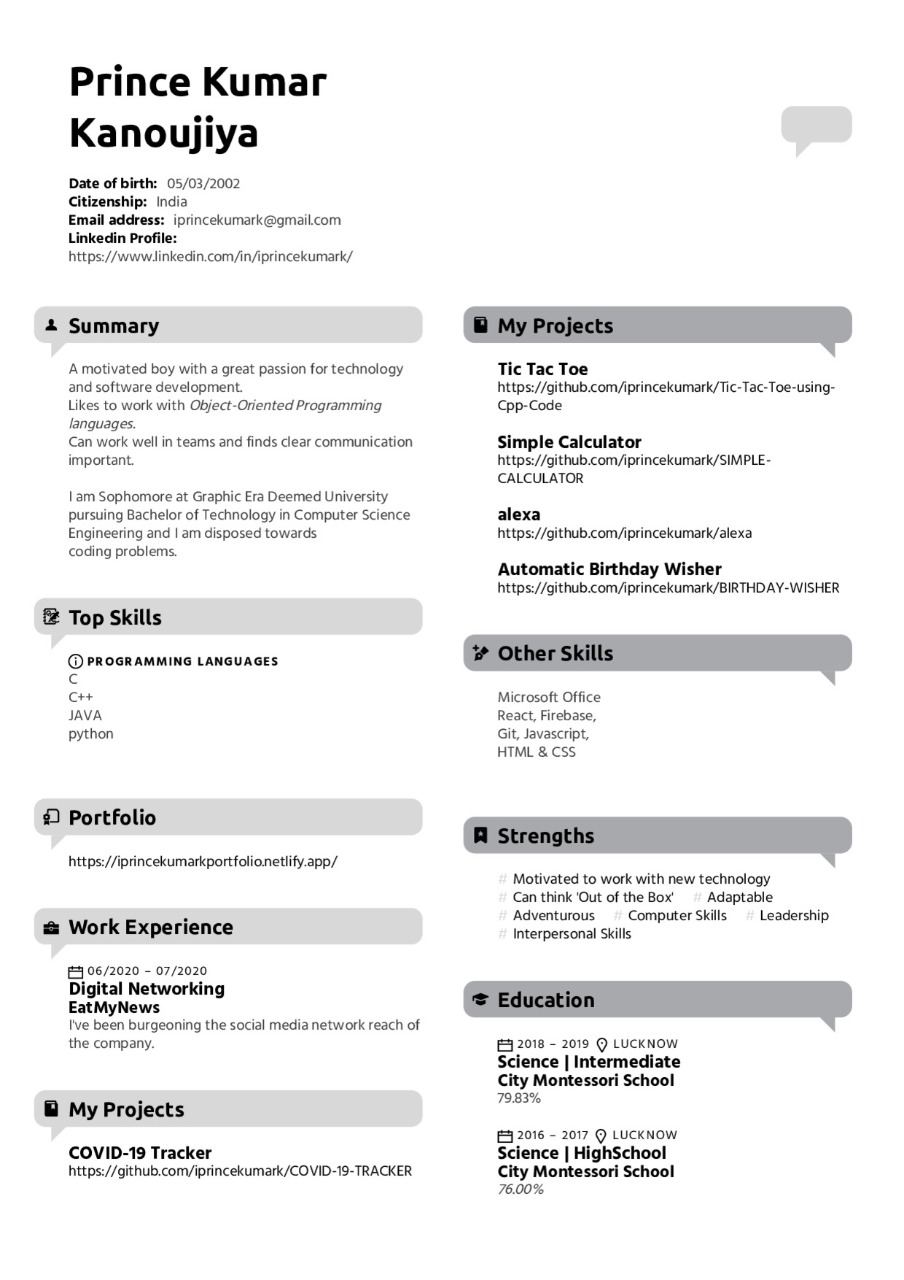 Prince Kumar
Kanoujiya
Date of birth: 05/03/2002
Citizenship: India
Email address: iprincekumark@gmail.com
Linkedin Profile:
https://www.linkedin.com/in/iprincekumark/
Summary
A motivated boy with a great passion for technology
and software development.
Likes to work with Object-Oriented Programming
languages.
Can work well in teams and finds clear communication
important.
I am Sophomore at Graphic Era Deemed University
pursuing Bachelor of Technology in Computer Science
Engineering and I am disposed towards
coding problems.
Top Skills
PROGRAMMING LANGUAGES
C
C++
JAVA
python
Portfolio
https://iprincekumarkportfolio.netlify.app/
Work Experience
06/2020 – 07/2020
Digital Networking
EatMyNews
I've been burgeoning the social media network reach of
the company.
My Projects
COVID-19 Tracker
https://github.com/iprincekumark/COVID-19-TRACKER
My Projects
Tic Tac Toe
https://github.com/iprincekumark/Tic-Tac-Toe-using-
Cpp-Code
Simple Calculator
https://github.com/iprincekumark/SIMPLE-
CALCULATOR
alexa
https://github.com/iprincekumark/alexa
Automatic Birthday Wisher
https://github.com/iprincekumark/BIRTHDAY-WISHER
Other Skills
Microsoft Office
React, Firebase,
Git, Javascript,
HTML & CSS
Strengths
# Motivated to work with new technology
# Can think 'Out of the Box' # Adaptable
# Adventurous # Computer Skills # Leadership
# Interpersonal Skills
Education
2018 – 2019 LUCKNOW
Science | Intermediate
City Montessori School
79.83%
2016 – 2017 LUCKNOW
Science | HighSchool
City Montessori School
76.00%